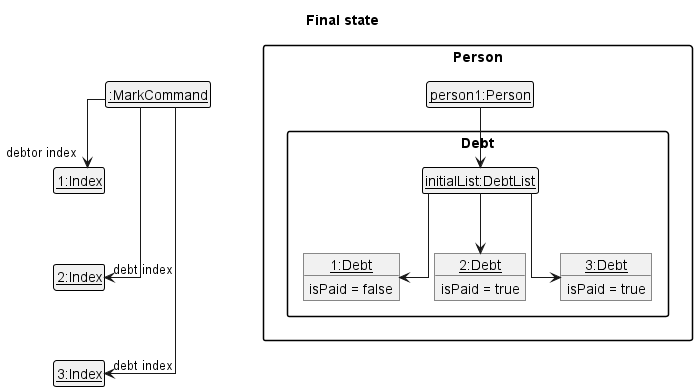 Final state
Person
:MarkCommand
person1:Person
Debt
debtor index
1:Index
initialList:DebtList
2:Index
debt index
1:Debt
isPaid = false
2:Debt
isPaid = true
3:Debt
isPaid = true
3:Index
debt index